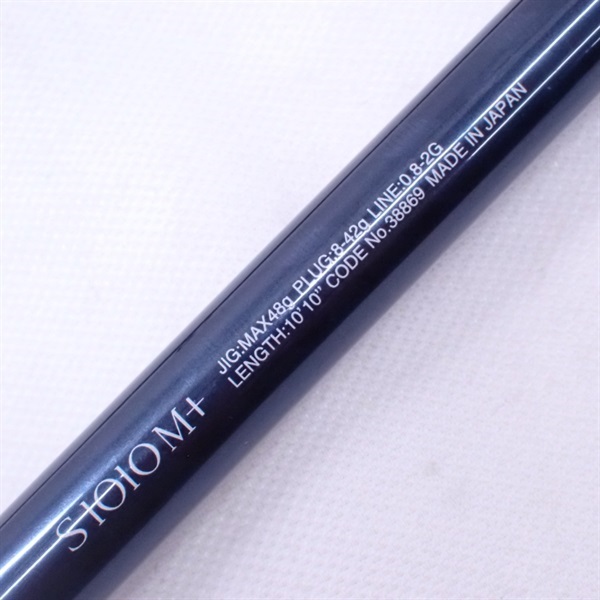 JIG:MAX48g PLUG:8-42g LINE:0.8-2G
LENGTH:10'10" CODE No.38869 MADE IN JAPAN
S1010M+